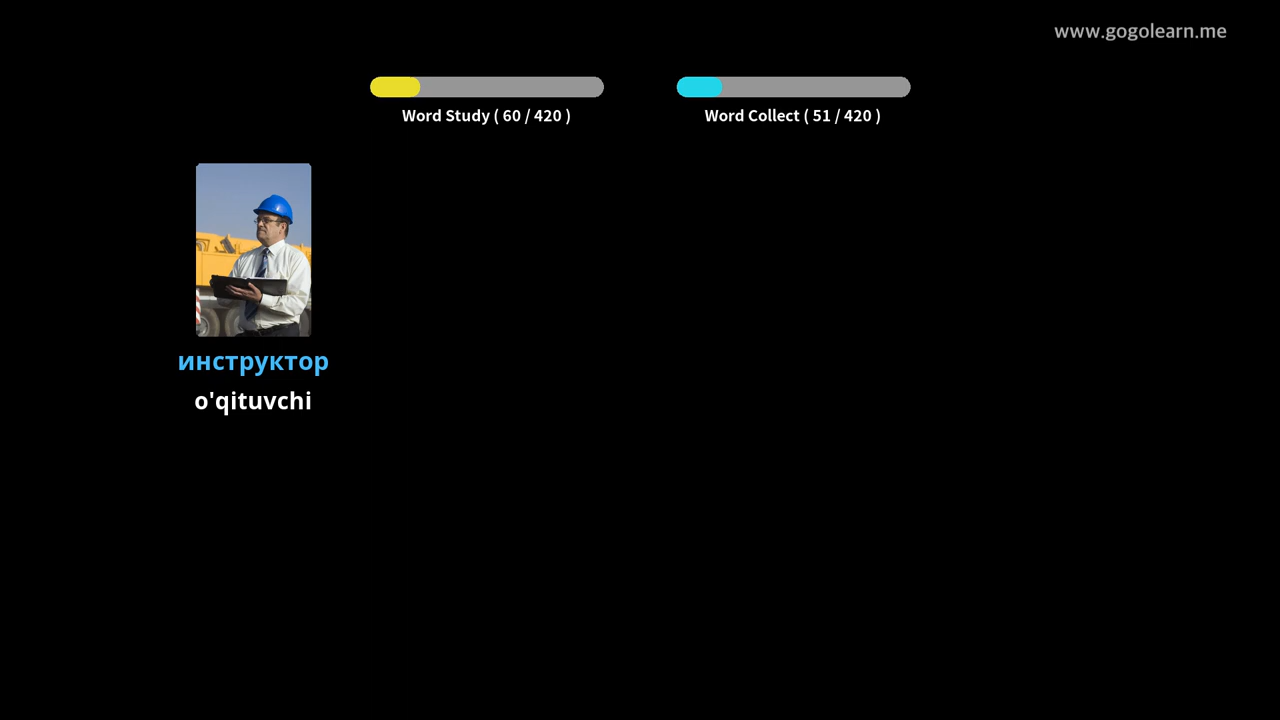 www.gogolearn.me
Word Study ( 60 / 420 )
Word Collect ( 51 / 420 )
инструктор
o'qituvchi